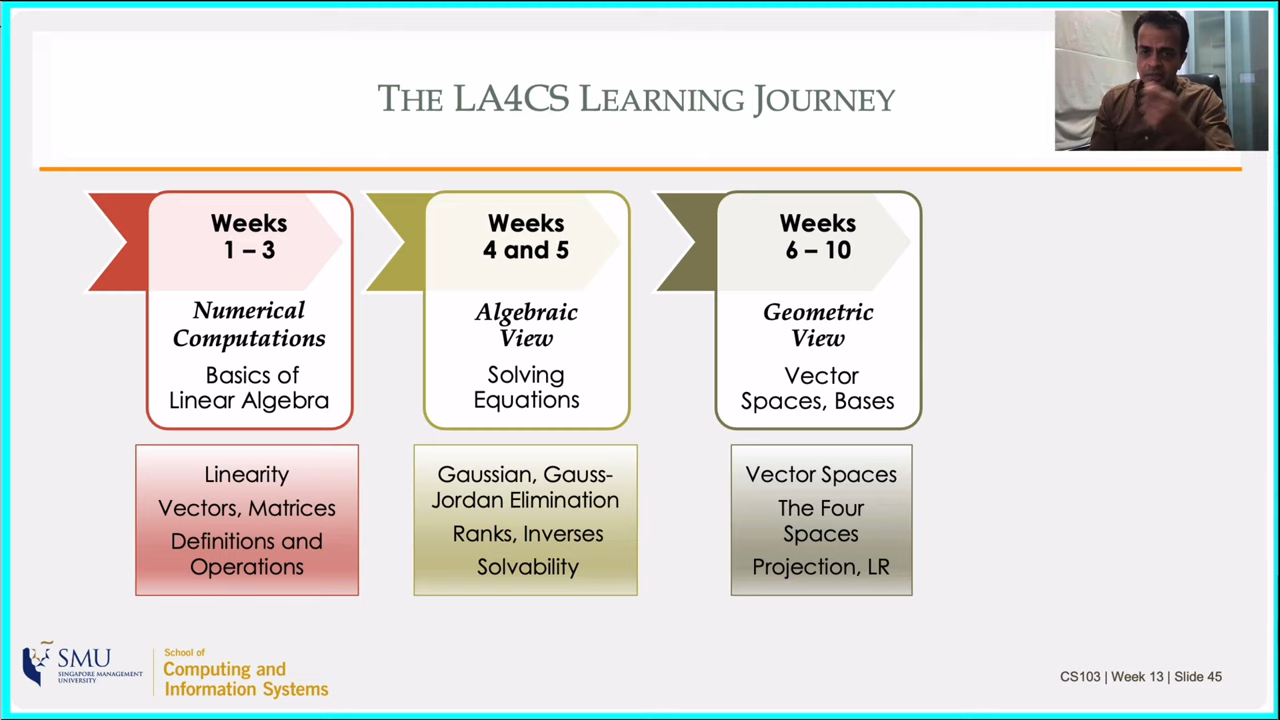 THE LA4CS LEARNING JOURNEY
Weeks
1 – 3
Numerical
Computations
Basics of
Linear Algebra
Linearity
Vectors, Matrices
Definitions and
Operations
Weeks
4 and 5
Algebraic
View
Solving
Equations
Gaussian, Gauss-
Jordan Elimination
Ranks, Inverses
Solvability
Weeks
6 – 10
Geometric
View
Vector
Spaces, Bases
Vector Spaces
The Four
Spaces
Projection, LR
SMU
SINGAPORE MANAGEMENT
UNIVERSITY
School of
Computing and
Information Systems
CS103 | Week 13 | Slide 45